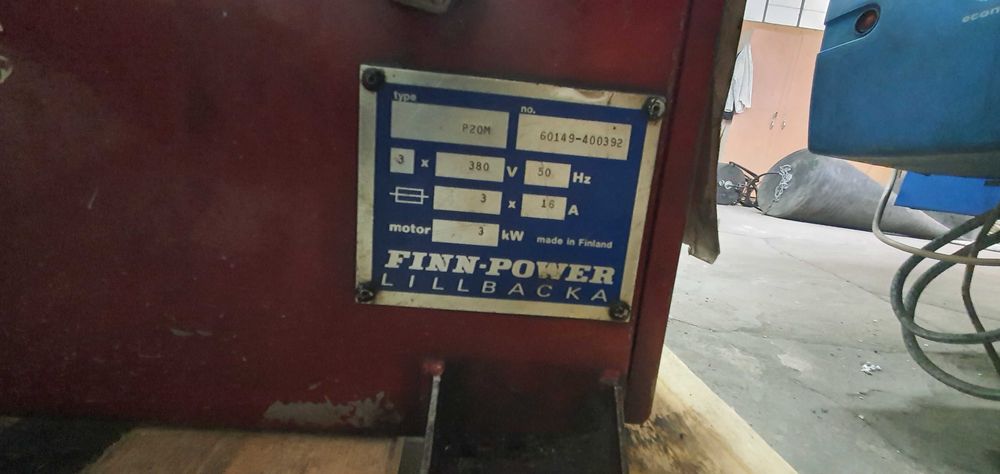 type no.
P20M 60149-400392
3 x 380 V 50 Hz
3 x 16 A
motor 3 kW made in Finland
FINN-POWER
LILLBACKA
econ